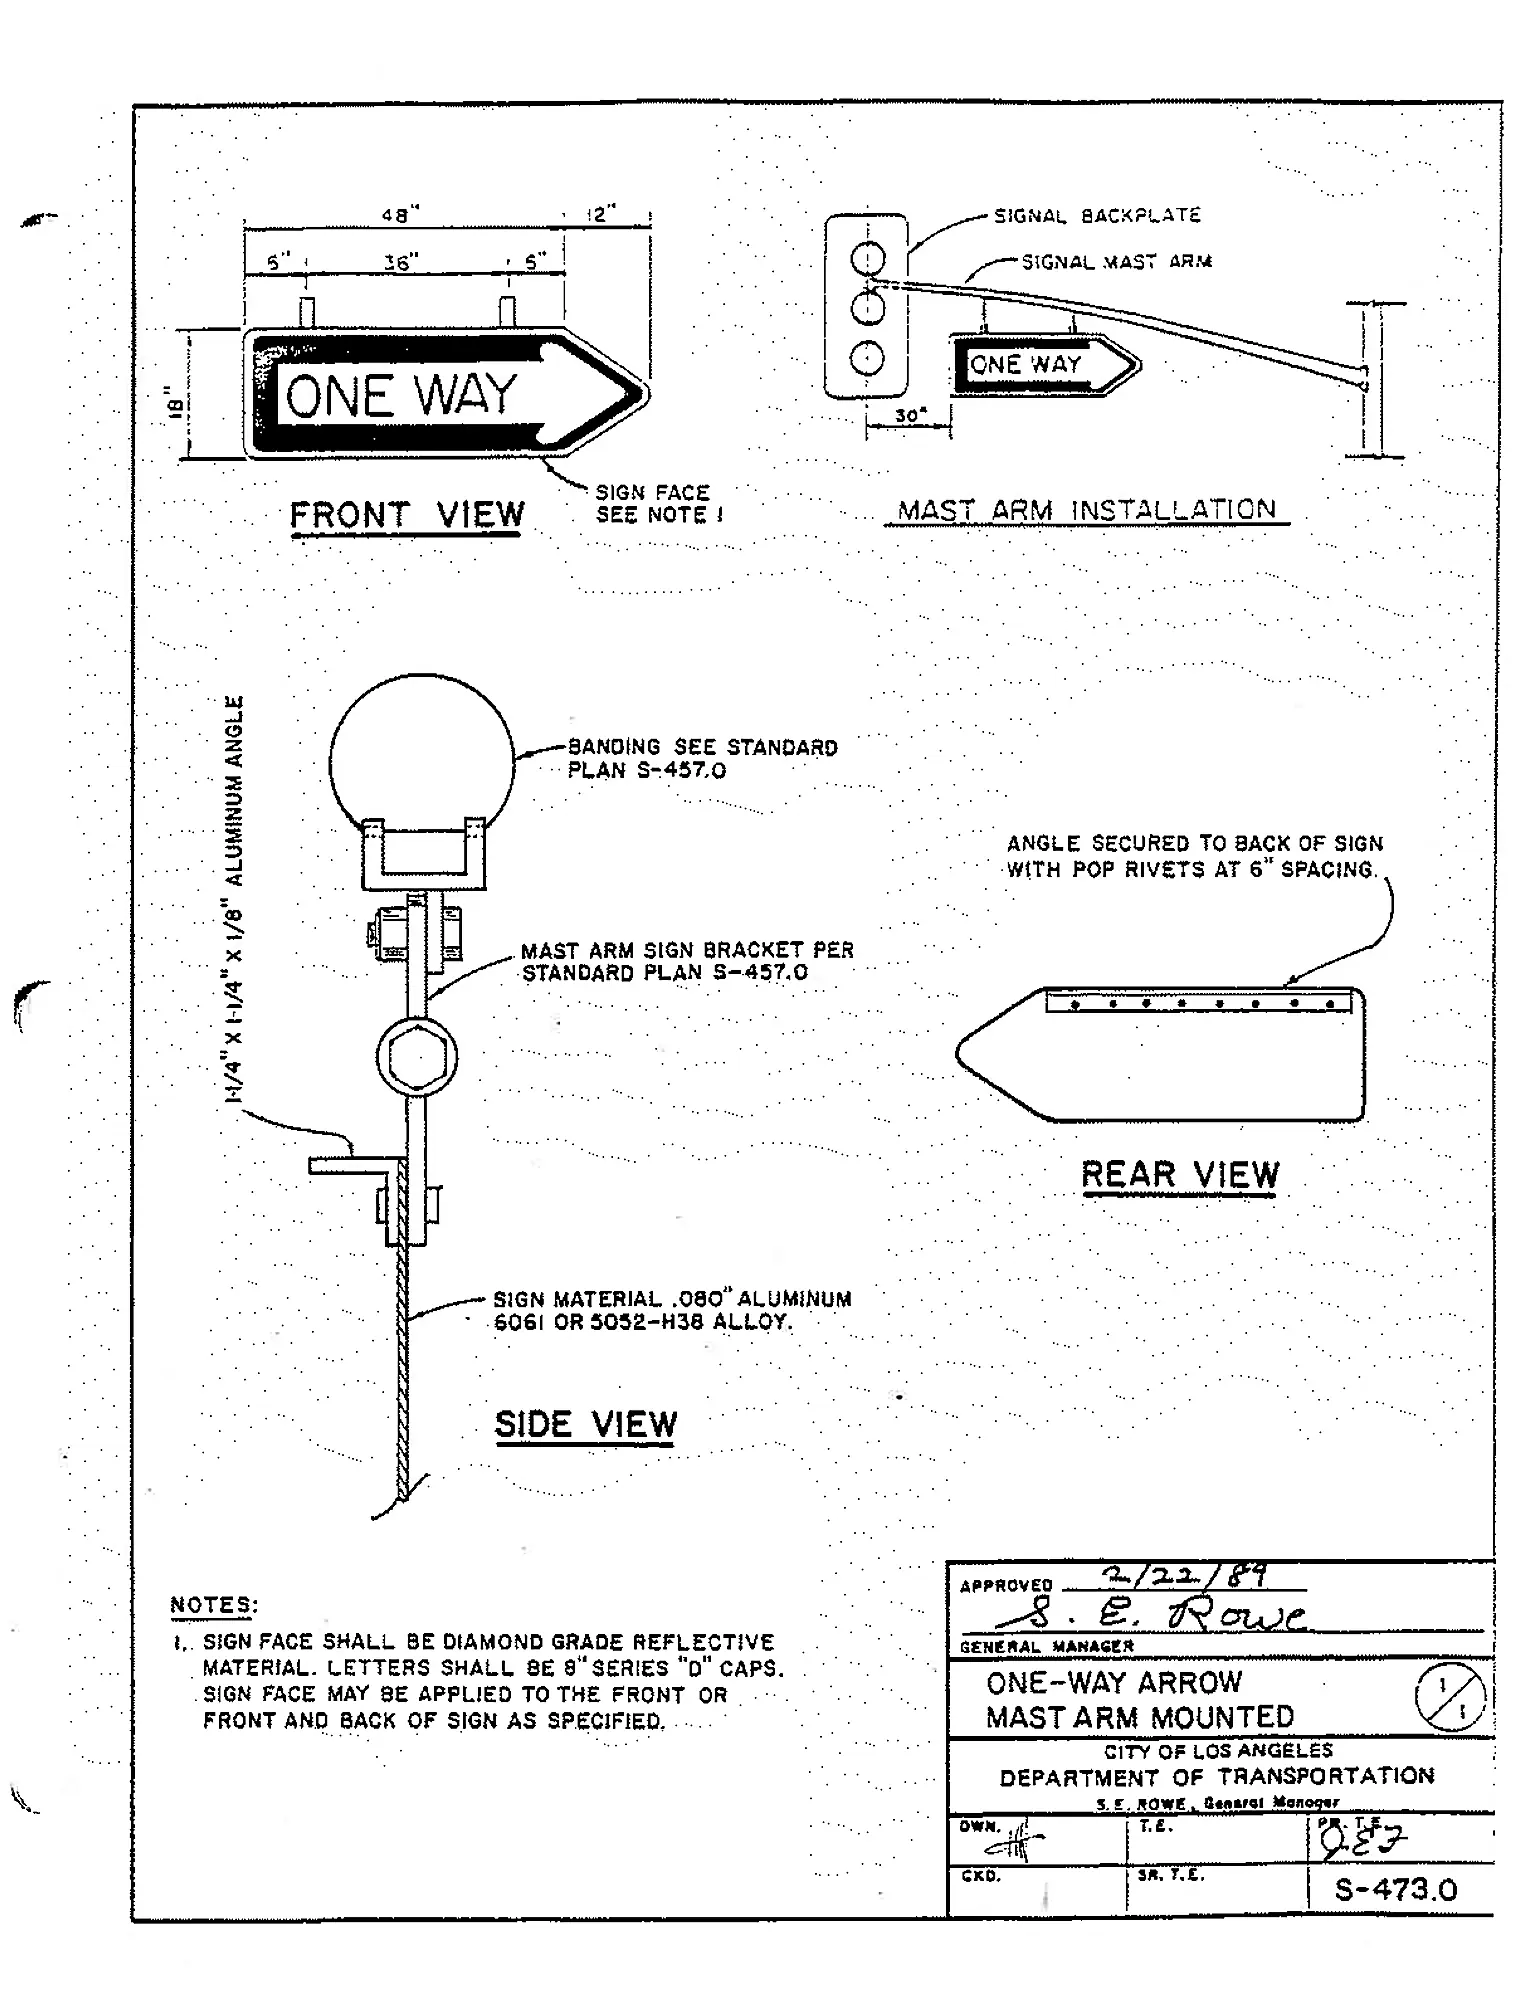 48" 12"
6" 36" 6"
18"
ONE WAY
SIGN FACE
SEE NOTE 1
FRONT VIEW
SIGNAL BACKPLATE
SIGNAL MAST ARM
ONE WAY
30"
MAST ARM INSTALLATION
1-1/4" X 1-1/4" X 1/8" ALUMINUM ANGLE
BANDING SEE STANDARD
PLAN S-457.0
MAST ARM SIGN BRACKET PER
STANDARD PLAN S-457.0
SIGN MATERIAL .080" ALUMINUM
6061 OR 5052-H38 ALLOY.
SIDE VIEW
ANGLE SECURED TO BACK OF SIGN
WITH POP RIVETS AT 6" SPACING.
REAR VIEW
NOTES:
1. SIGN FACE SHALL BE DIAMOND GRADE REFLECTIVE
MATERIAL. LETTERS SHALL BE 8" SERIES "D" CAPS.
SIGN FACE MAY BE APPLIED TO THE FRONT OR
FRONT AND BACK OF SIGN AS SPECIFIED.
APPROVED 2/22/89
S. E. Rowe
GENERAL MANAGER
ONE-WAY ARROW
MAST ARM MOUNTED
1/1
CITY OF LOS ANGELES
DEPARTMENT OF TRANSPORTATION
S. E. ROWE, General Manager
DWN. T.E. PR. T.E.
CKD. SR. T.E.
S-473.0